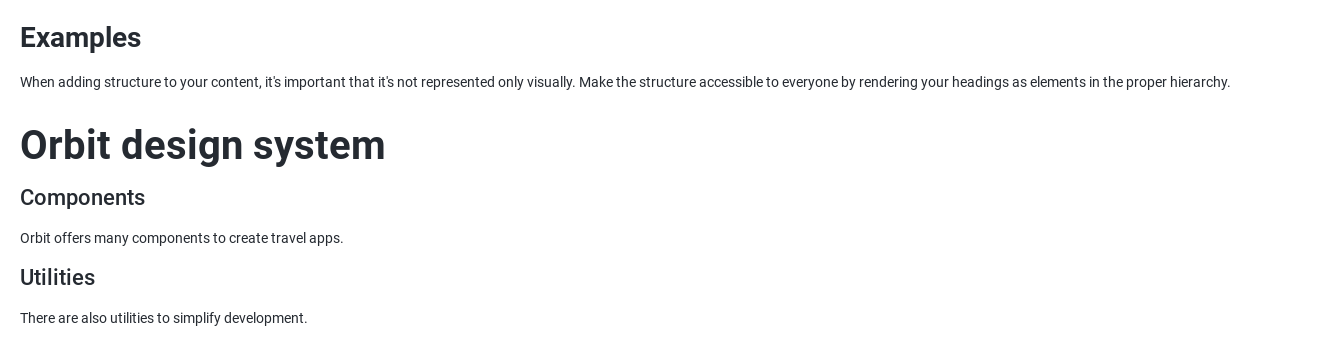 Examples
When adding structure to your content, it's important that it's not represented only visually. Make the structure accessible to everyone by rendering your headings as elements in the proper hierarchy.
Orbit design system
Components
Orbit offers many components to create travel apps.
Utilities
There are also utilities to simplify development.